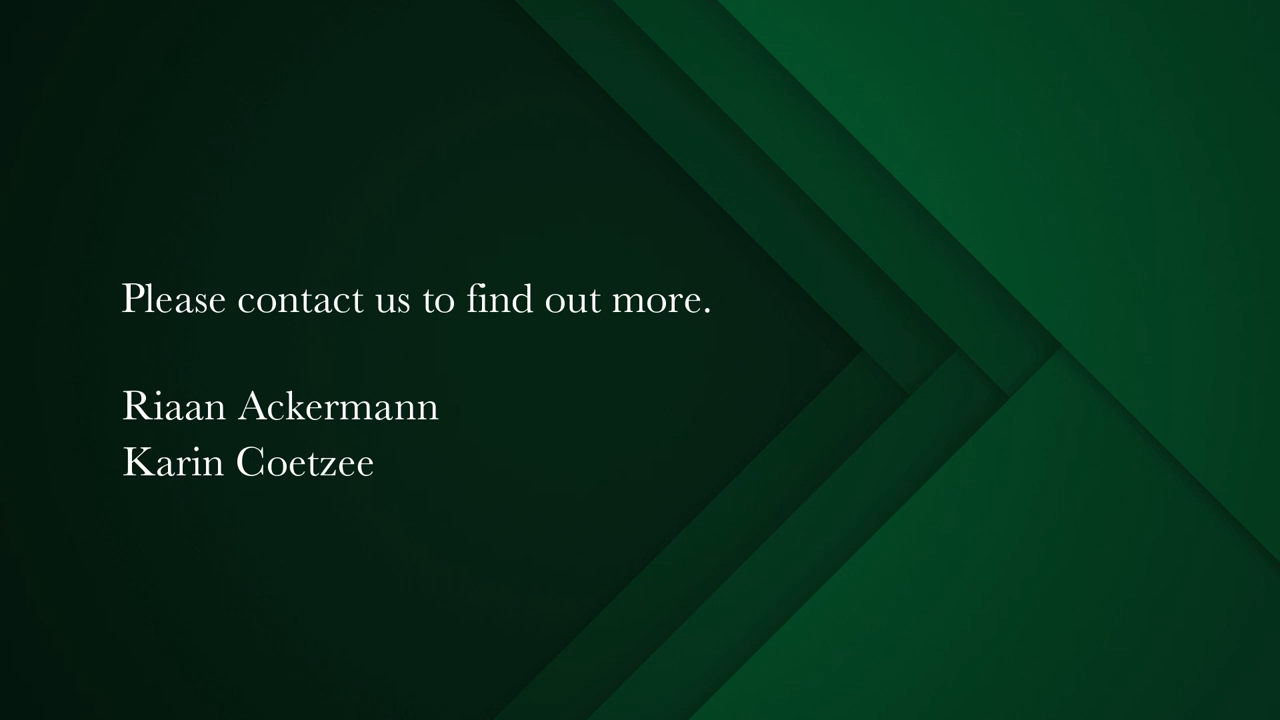 Please contact us to find out more.
Riaan Ackermann
Karin Coetzee